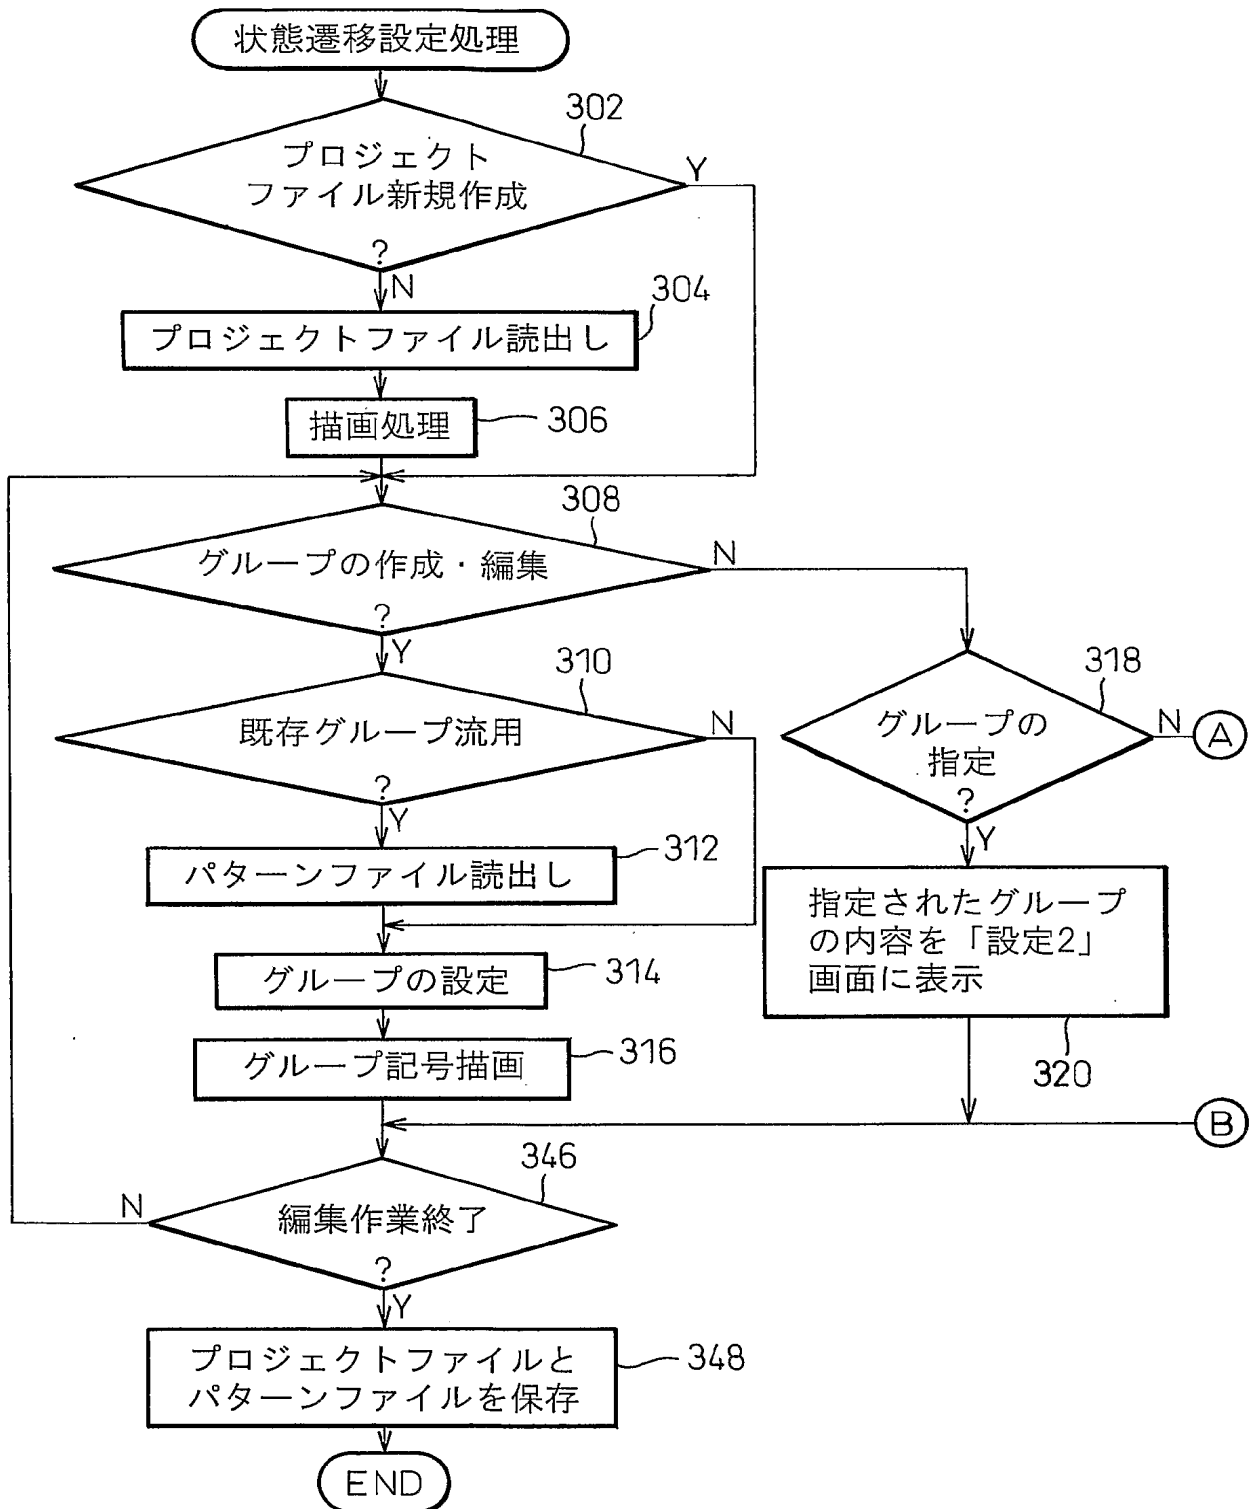 状態遷移設定処理
302
プロジェクト
ファイル新規作成
?
Y
N
304
プロジェクトファイル読出し
描画処理
306
308
グループの作成・編集
?
N
Y
310
既存グループ流用
?
N
Y
318
グループの
指定
?
N
A
Y
パターンファイル読出し
312
指定されたグループ
の内容を「設定2」
画面に表示
320
グループの設定
314
グループ記号描画
316
B
346
編集作業終了
?
N
Y
プロジェクトファイルと
パターンファイルを保存
348
END